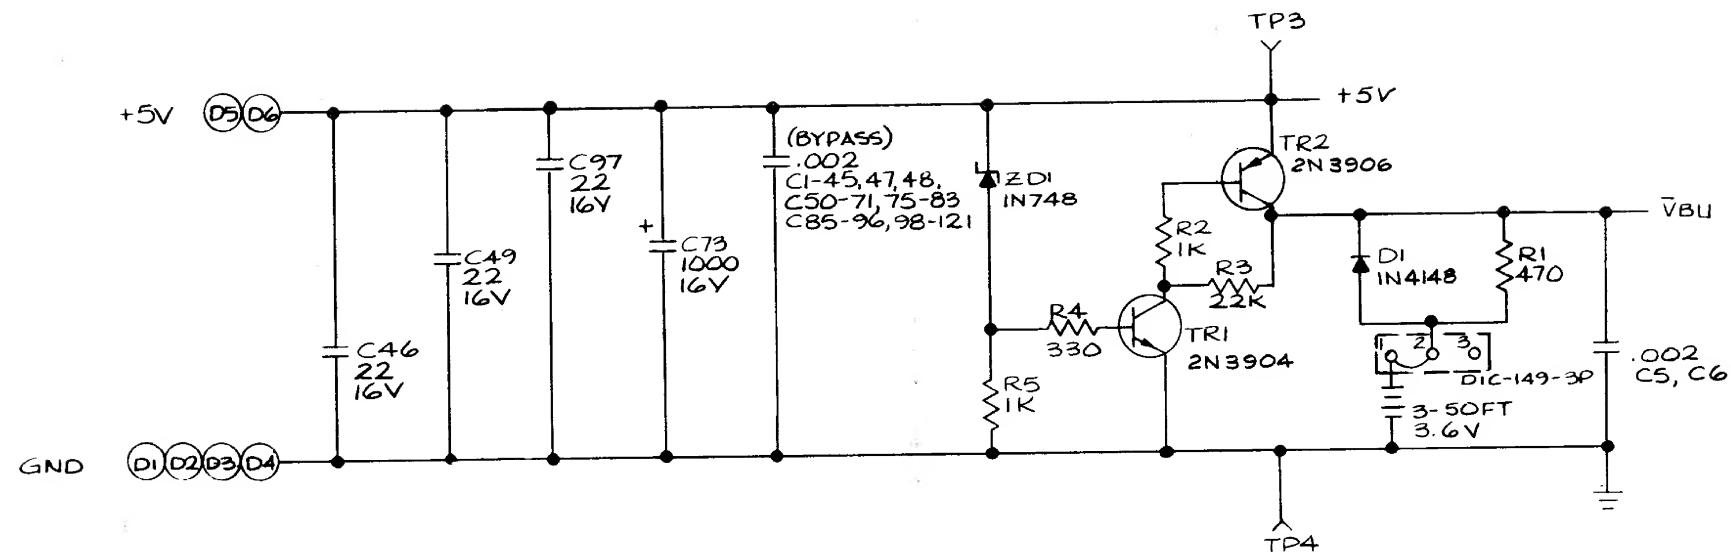 TP3
+5V D5 D6
+5V
(BYPASS)
.002
C1-45, 47, 48,
C50-71, 75-83
C85-96, 98-121
C97
22
16V
C49
22
16V
+
C73
1000
16V
C46
22
16V
ZD1
1N748
TR2
2N3906
R2
1K
R3
22K
R4
330
TR1
2N3904
R5
1K
VBU
D1
1N4148
R1
470
1 2 3
D1C-149-3P
3-50FT
3.6V
.002
C5, C6
GND D1 D2 D3 D4
TP4